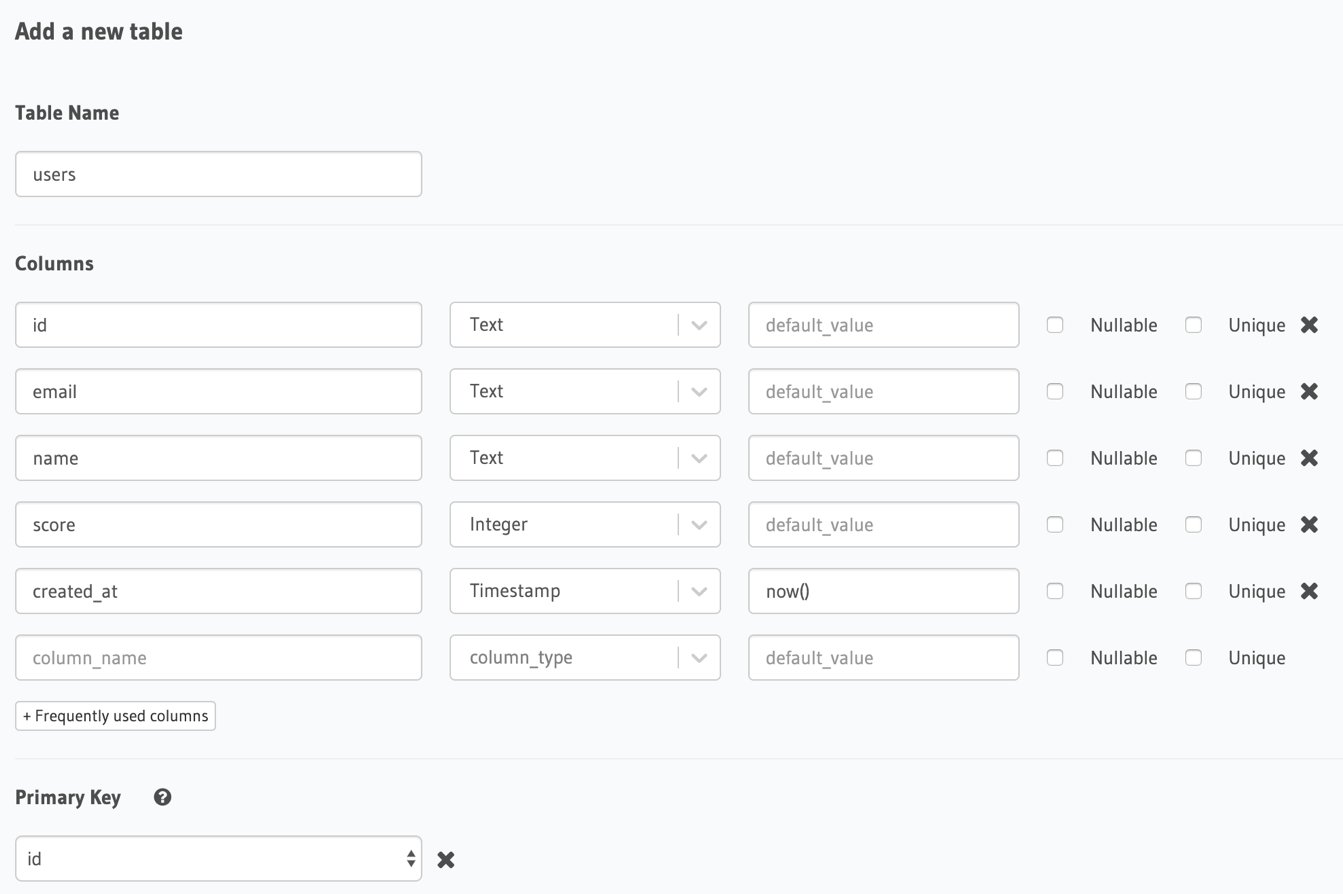 Add a new table
Table Name
users
Columns
id Text default_value Nullable Unique
email Text default_value Nullable Unique
name Text default_value Nullable Unique
score Integer default_value Nullable Unique
created_at Timestamp now() Nullable Unique
column_name column_type default_value Nullable Unique
+ Frequently used columns
Primary Key ?
id